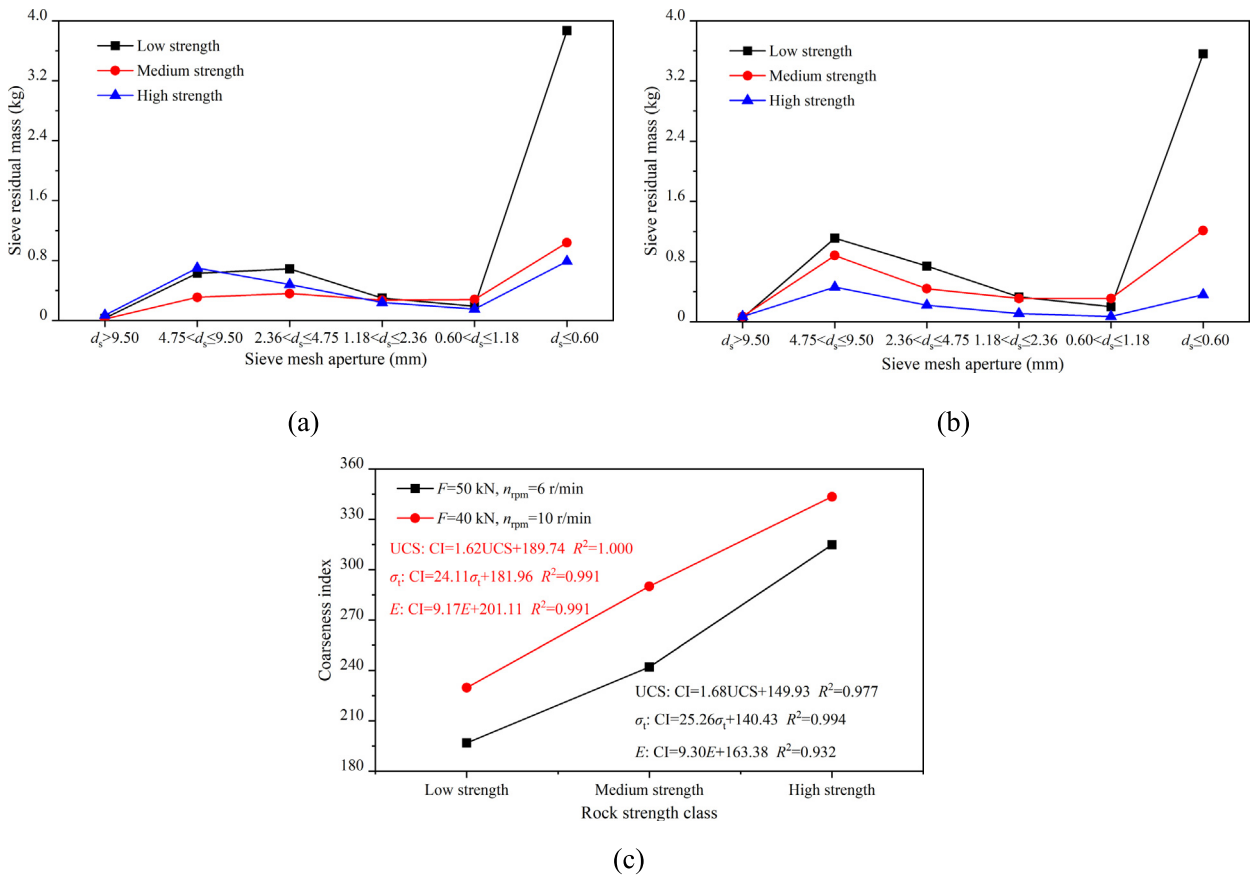 4.0
3.2
2.4
1.6
0.8
0
Sieve residual mass (kg)
Low strength
Medium strength
High strength
dₛ>9.50
4.75<dₛ≤9.50
2.36<dₛ≤4.75
1.18<dₛ≤2.36
0.60<dₛ≤1.18
dₛ≤0.60
Sieve mesh aperture (mm)
(a)
4.0
3.2
2.4
1.6
0.8
0
Sieve residual mass (kg)
Low strength
Medium strength
High strength
dₛ>9.50
4.75<dₛ≤9.50
2.36<dₛ≤4.75
1.18<dₛ≤2.36
0.60<dₛ≤1.18
dₛ≤0.60
Sieve mesh aperture (mm)
(b)
360
330
300
270
240
210
180
Coarseness index
F=50 kN, nrpm=6 r/min
F=40 kN, nrpm=10 r/min
UCS: CI=1.62UCS+189.74 R²=1.000
σₜ: CI=24.11σₜ+181.96 R²=0.991
E: CI=9.17E+201.11 R²=0.991
UCS: CI=1.68UCS+149.93 R²=0.977
σₜ: CI=25.26σₜ+140.43 R²=0.994
E: CI=9.30E+163.38 R²=0.932
Low strength
Medium strength
High strength
Rock strength class
(c)